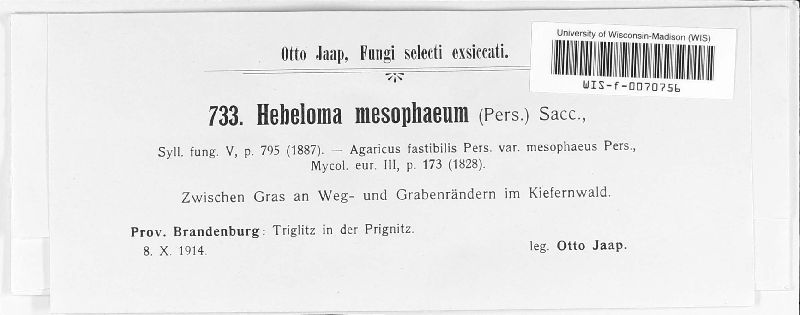 University of Wisconsin-Madison (WIS)
WIS-f-0070756
Otto Jaap, Fungi selecti exsiccati.
733. Hebeloma mesophaeum (Pers.) Sacc.,
Syll. fung. V, p. 795 (1887). — Agaricus fastibilis Pers. var. mesophaeus Pers.,
Mycol. eur. III, p. 173 (1828).
Zwischen Gras an Weg- und Grabenrändern im Kiefernwald.
Prov. Brandenburg: Triglitz in der Prignitz.
8. X. 1914.
leg. Otto Jaap.